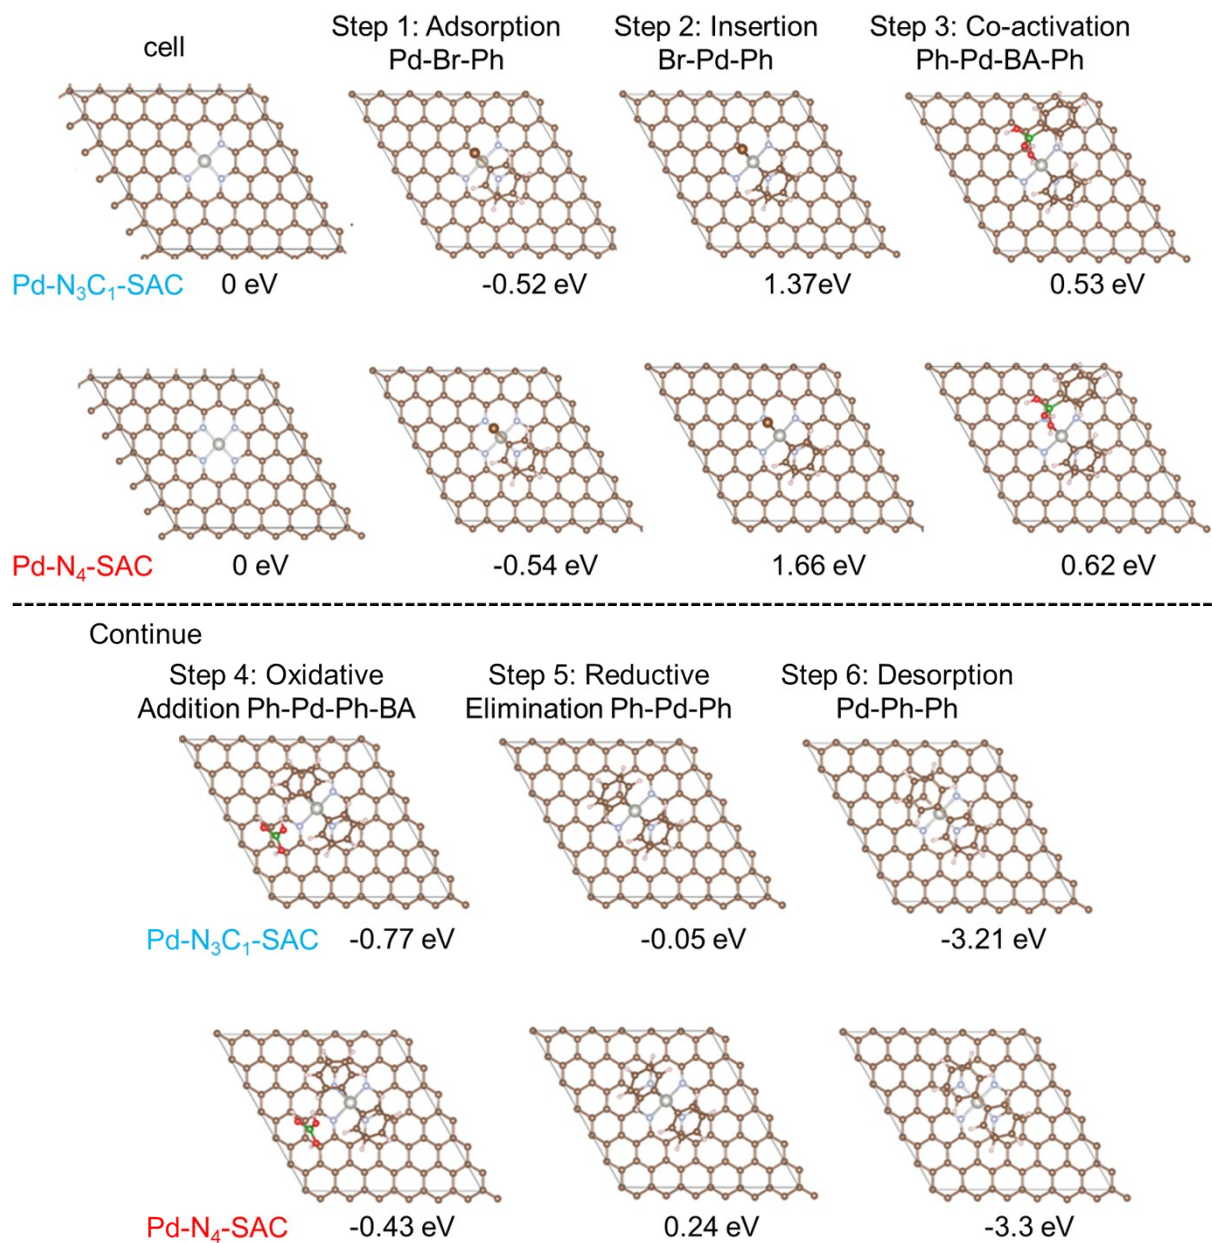 cell
Step 1: Adsorption
Pd-Br-Ph
Step 2: Insertion
Br-Pd-Ph
Step 3: Co-activation
Ph-Pd-BA-Ph
Pd-N₃C₁-SAC 0 eV -0.52 eV 1.37eV 0.53 eV
Pd-N₄-SAC 0 eV -0.54 eV 1.66 eV 0.62 eV
Continue
Step 4: Oxidative
Addition Ph-Pd-Ph-BA
Step 5: Reductive
Elimination Ph-Pd-Ph
Step 6: Desorption
Pd-Ph-Ph
Pd-N₃C₁-SAC -0.77 eV -0.05 eV -3.21 eV
Pd-N₄-SAC -0.43 eV 0.24 eV -3.3 eV